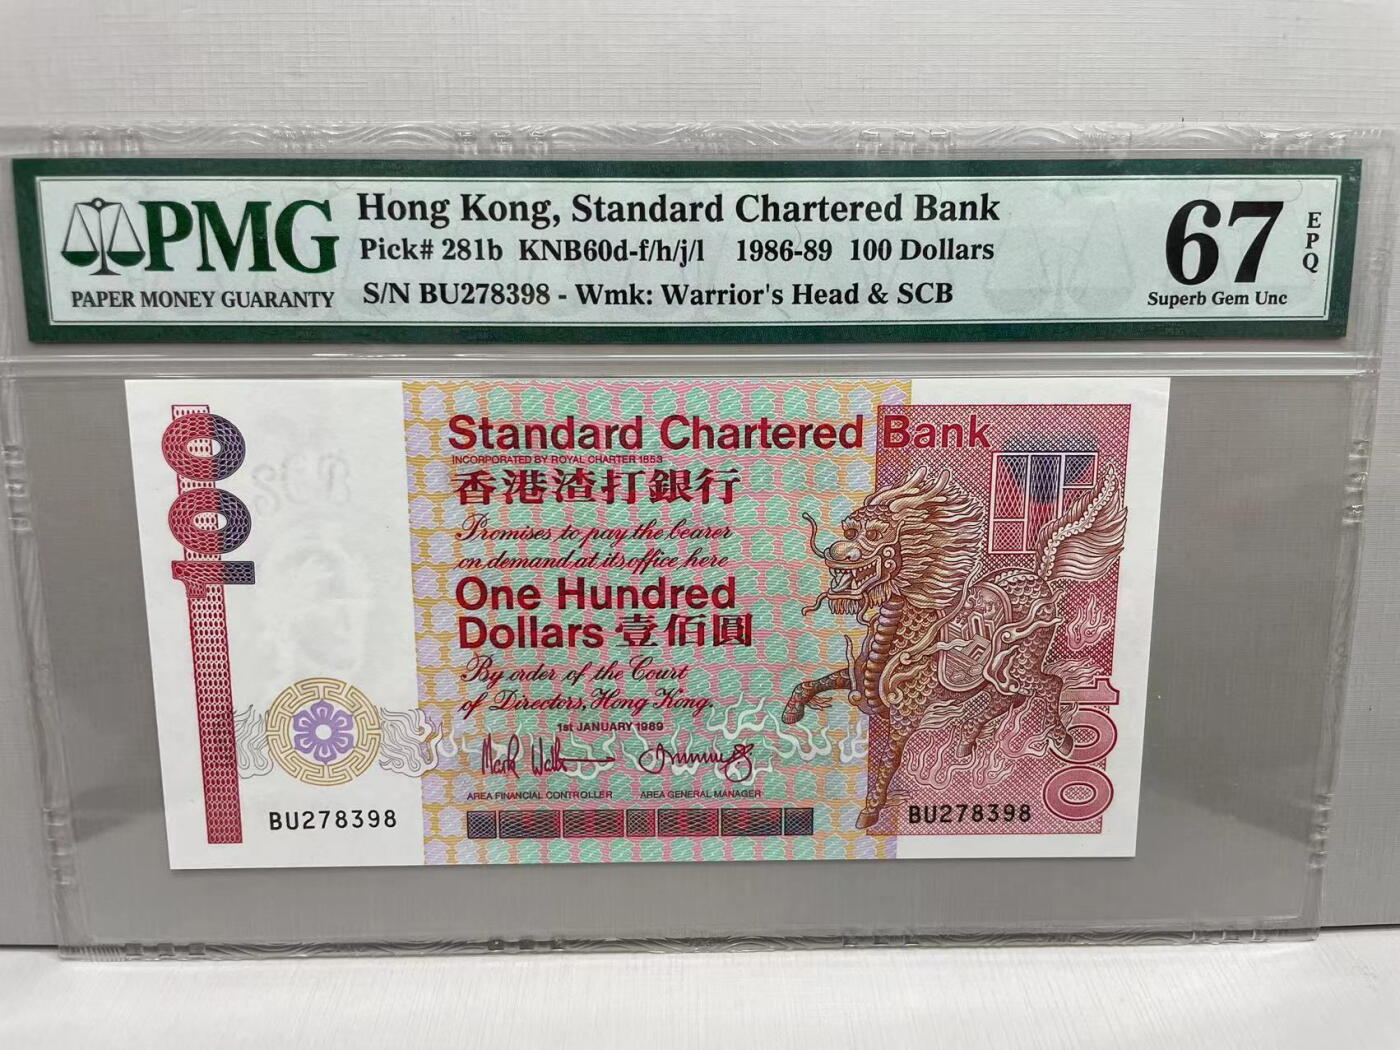 PMG
PAPER MONEY GUARANTY
Hong Kong, Standard Chartered Bank
Pick# 281b KNB60d-f/h/j/l 1986-89 100 Dollars
S/N BU278398 - Wmk: Warrior's Head & SCB
67
EPQ
Superb Gem Unc
100
Standard Chartered Bank
INCORPORATED BY ROYAL CHARTER 1853
香港渣打銀行
Promises to pay the bearer
on demand at its office here
One Hundred
Dollars 壹佰圓
By order of the Court
of Directors, Hong Kong.
1st JANUARY 1989
AREA FINANCIAL CONTROLLER AREA GENERAL MANAGER
BU278398
BU278398
100